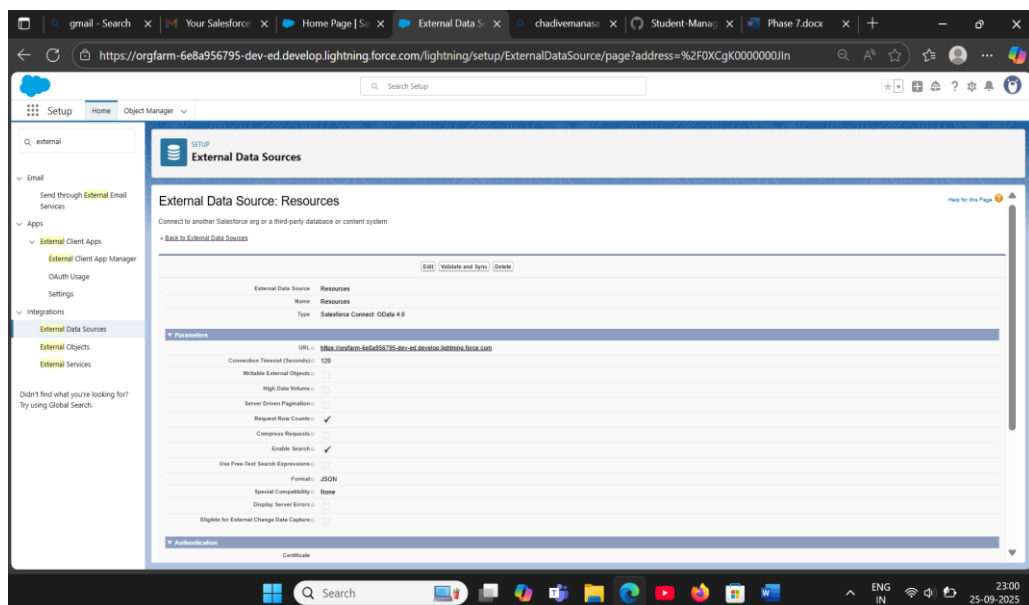 gmail - Search
Your Salesforce
Home Page | Sa
External Data So
chadivemanasa
Student-Manag
Phase 7.docx
https://orgfarm-6e8a956795-dev-ed.develop.lightning.force.com/lightning/setup/ExternalDataSource/page?address=%2F0XCgK0000000JIn
Search Setup
Setup
Home
Object Manager
external
SETUP
External Data Sources
Email
Send through External Email
Services
Apps
External Client Apps
External Client App Manager
OAuth Usage
Settings
Integrations
External Data Sources
External Objects
External Services
Didn't find what you're looking for?
Try using Global Search.
External Data Source: Resources
Help for this Page
Connect to another Salesforce org or a third-party database or content system.
« Back to External Data Sources
Edit Validate and Sync Delete
External Data Source Resources
Name Resources
Type Salesforce Connect: OData 4.0
Parameters
URL https://orgfarm-6e8a956795-dev-ed.develop.lightning.force.com
Connection Timeout (Seconds) 120
Writable External Objects
High Data Volume
Server Driven Pagination
Request Row Counts
Compress Requests
Enable Search
Use Free-Text Search Expressions
Format JSON
Special Compatibility None
Display Server Errors
Eligible for External Change Data Capture
Authentication
Certificate
Search
ENG
IN
23:00
25-09-2025